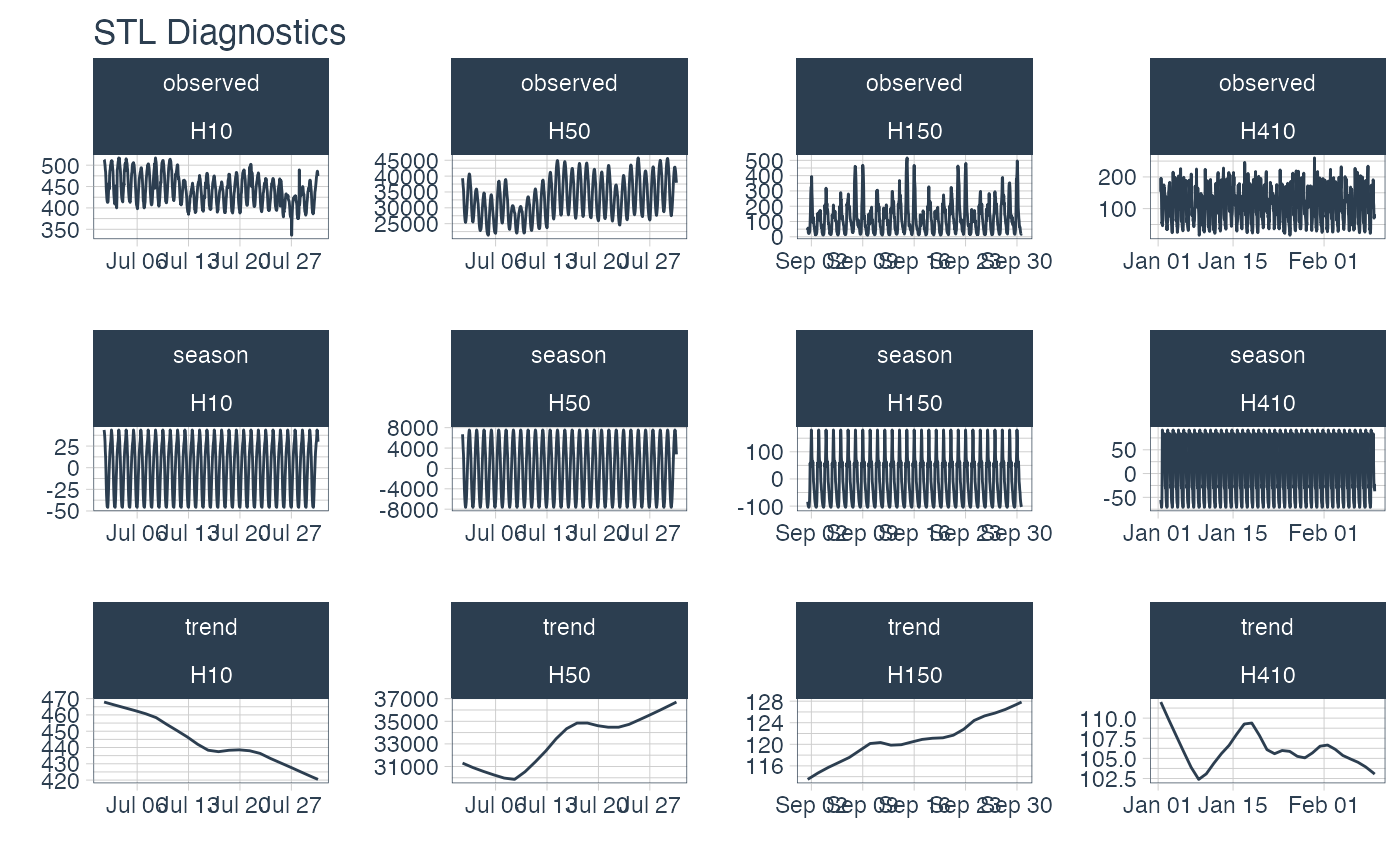 STL Diagnostics
observed observed observed observed
H10 H50 H150 H410
500 450 400 350
45000 40000 35000 30000 25000
500 400 300 200 100 0
200 100
Jul 06 Jul 13 Jul 20 Jul 27 Jul 06 Jul 13 Jul 20 Jul 27 Sep 02 Sep 09 Sep 16 Sep 23 Sep 30 Jan 01 Jan 15 Feb 01
season season season season
H10 H50 H150 H410
25 0 -25 -50
8000 4000 0 -4000 -8000
100 0 -100
50 0 -50
Jul 06 Jul 13 Jul 20 Jul 27 Jul 06 Jul 13 Jul 20 Jul 27 Sep 02 Sep 09 Sep 16 Sep 23 Sep 30 Jan 01 Jan 15 Feb 01
trend trend trend trend
H10 H50 H150 H410
470 460 450 440 430 420
37000 35000 33000 31000
128 124 120 116
110.0 107.5 105.0 102.5
Jul 06 Jul 13 Jul 20 Jul 27 Jul 06 Jul 13 Jul 20 Jul 27 Sep 02 Sep 09 Sep 16 Sep 23 Sep 30 Jan 01 Jan 15 Feb 01